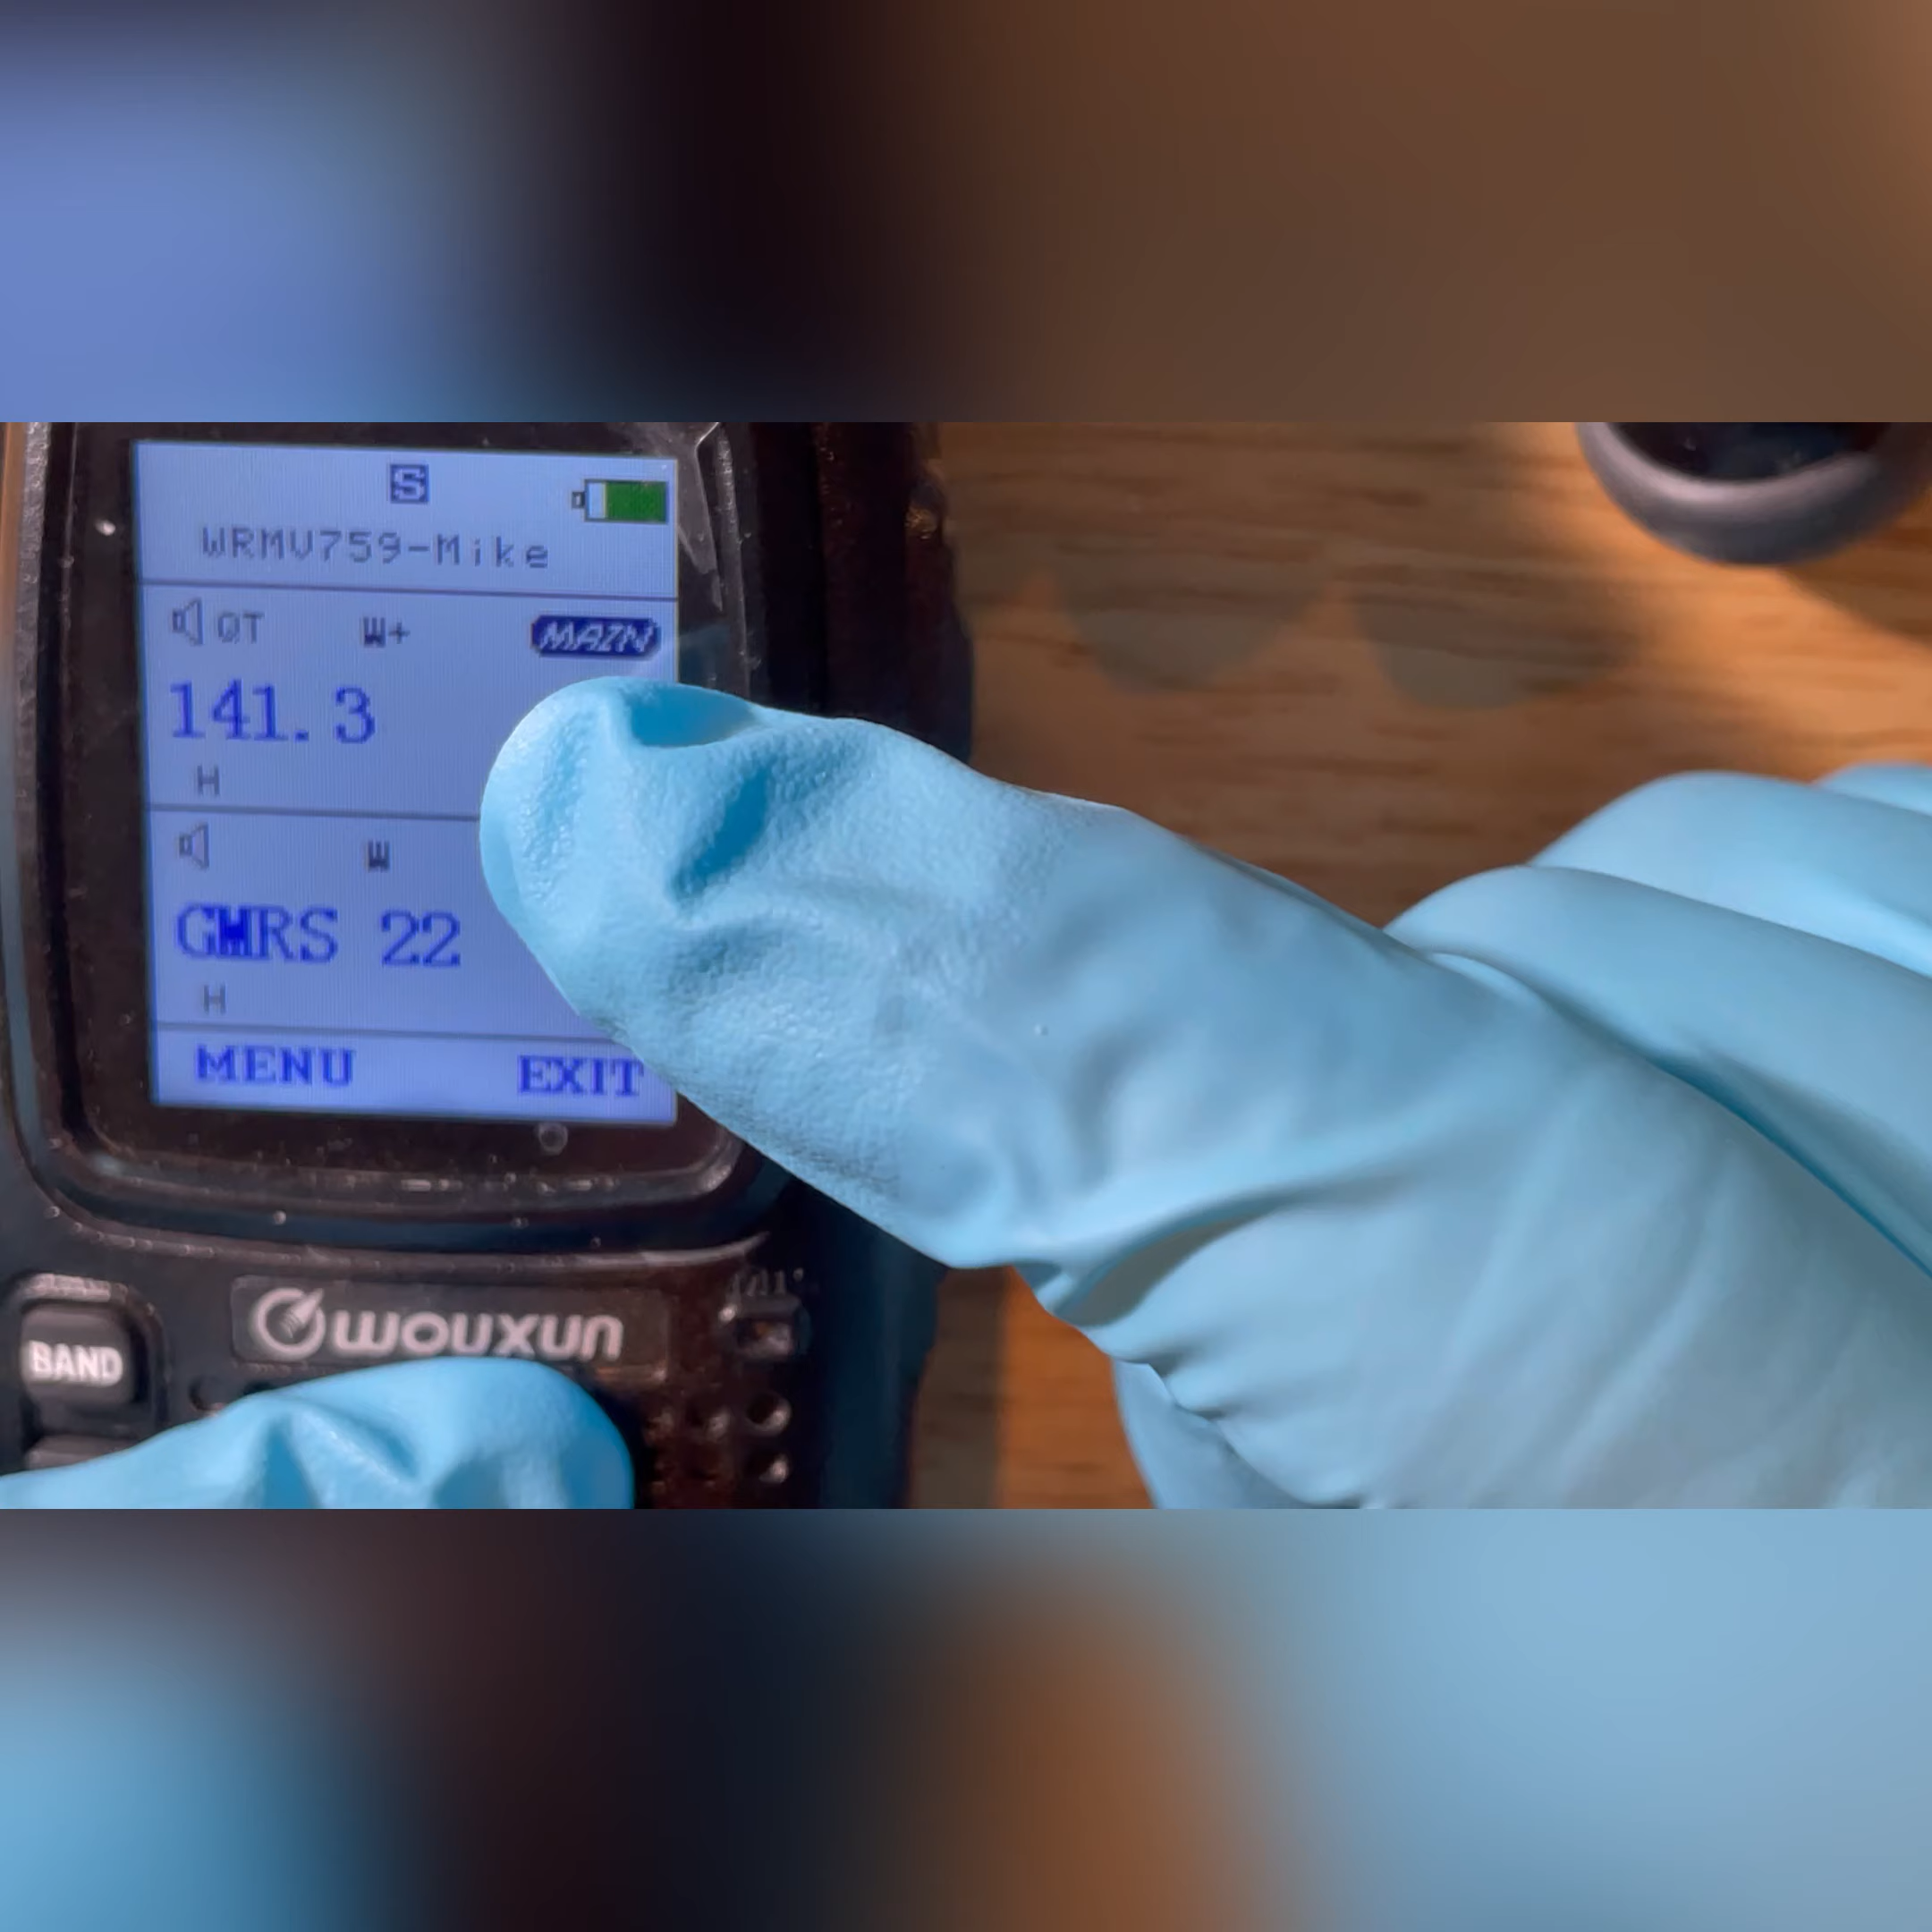 S
WRMV759-Mike
QT W+ MAIN
141.3
H
W
GMRS 22
H
MENU EXIT
WOUXUN
BAND